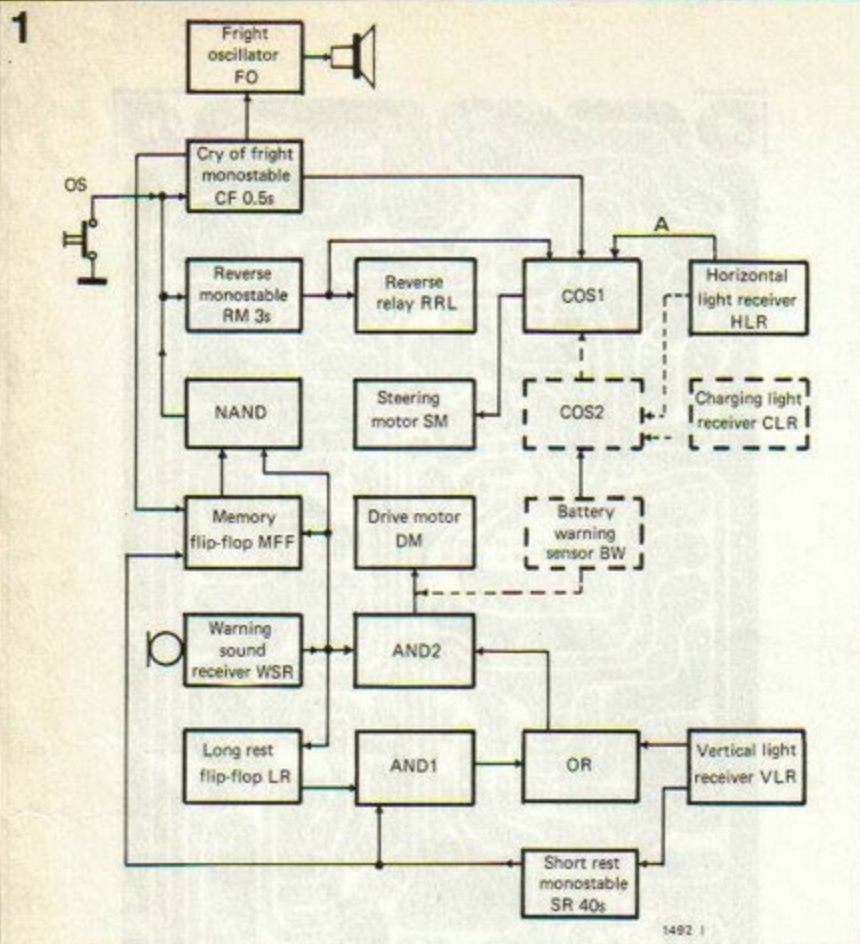 1
Fright
oscillator
FO
Cry of fright
monostable
CF 0.5s
OS
A
Reverse
monostable
RM 3s
Reverse
relay RRL
COS1
Horizontal
light receiver
HLR
NAND
Steering
motor SM
COS2
Charging light
receiver CLR
Memory
flip-flop MFF
Drive motor
DM
Battery
warning
sensor BW
Warning
sound
receiver WSR
AND2
Long rest
flip-flop LR
AND1
OR
Vertical light
receiver VLR
Short rest
monostable
SR 40s
1492 1